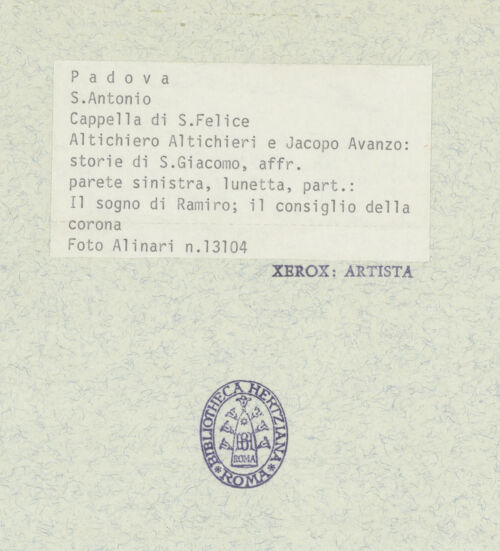 P a d o v a
S.Antonio
Cappella di S.Felice
Altichiero Altichieri e Jacopo Avanzo:
storie di S.Giacomo, affr.
parete sinistra, lunetta, part.:
Il sogno di Ramiro; il consiglio della
corona
Foto Alinari n.13104
XEROX: ARTISTA
BIBLIOTHECA HERTZIANA
BH
ROMA
* ROMA *